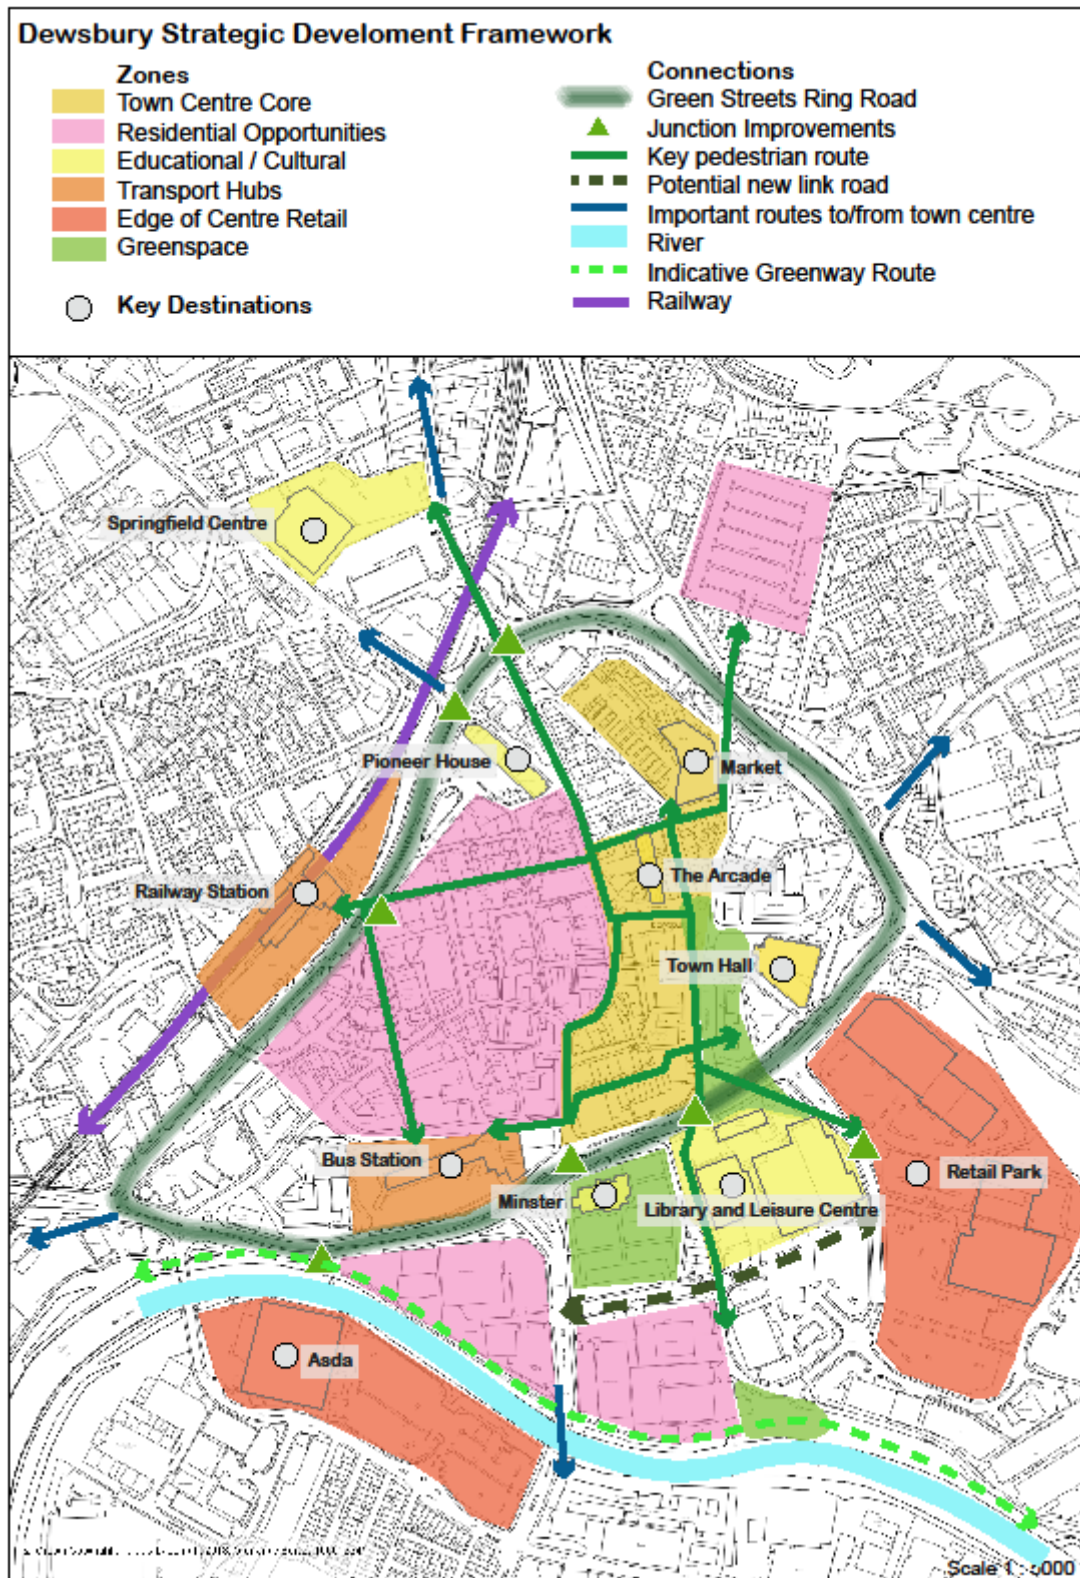 Dewsbury Strategic Develoment Framework
Zones
Town Centre Core
Residential Opportunities
Educational / Cultural
Transport Hubs
Edge of Centre Retail
Greenspace
Key Destinations
Connections
Green Streets Ring Road
Junction Improvements
Key pedestrian route
Potential new link road
Important routes to/from town centre
River
Indicative Greenway Route
Railway
Springfield Centre
Pioneer House
Market
Railway Station
The Arcade
Town Hall
Bus Station
Minster
Library and Leisure Centre
Retail Park
Asda
Scale 1 : 5000